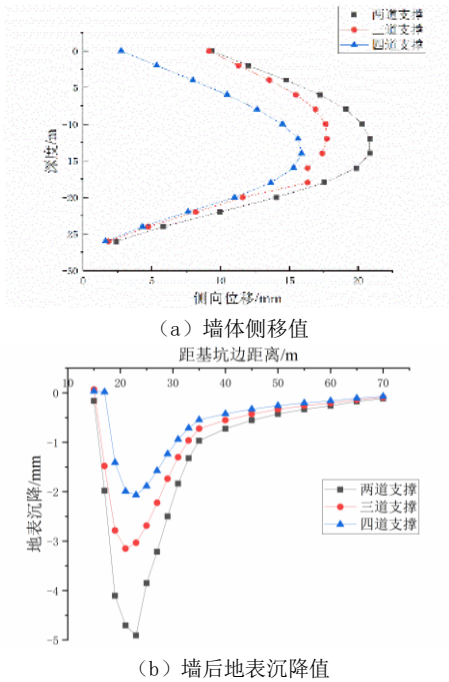 两道支撑
三道支撑
四道支撑
0
-5
-10
-15
-20
-25
-30
深度/m
0 5 10 15 20
侧向位移/mm
（a）墙体侧移值
距基坑边距离/m
10 20 30 40 50 60 70
0
-1
-2
-3
-4
-5
地表沉降/mm
两道支撑
三道支撑
四道支撑
（b）墙后地表沉降值